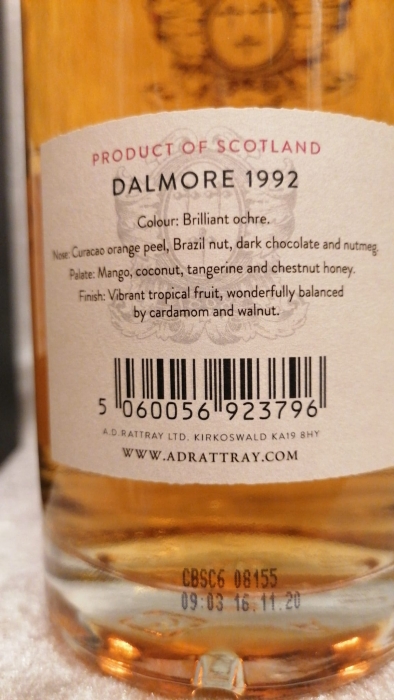 PRODUCT OF SCOTLAND
DALMORE 1992
Colour: Brilliant ochre.
Nose: Curacao orange peel, Brazil nut, dark chocolate and nutmeg.
Palate: Mango, coconut, tangerine and chestnut honey.
Finish: Vibrant tropical fruit, wonderfully balanced
by cardamom and walnut.
5 060056 923796
A.D.RATTRAY LTD. KIRKOSWALD KA19 8HY
WWW.ADRATTRAY.COM
CBSC6 08155
09:03 16.11.20